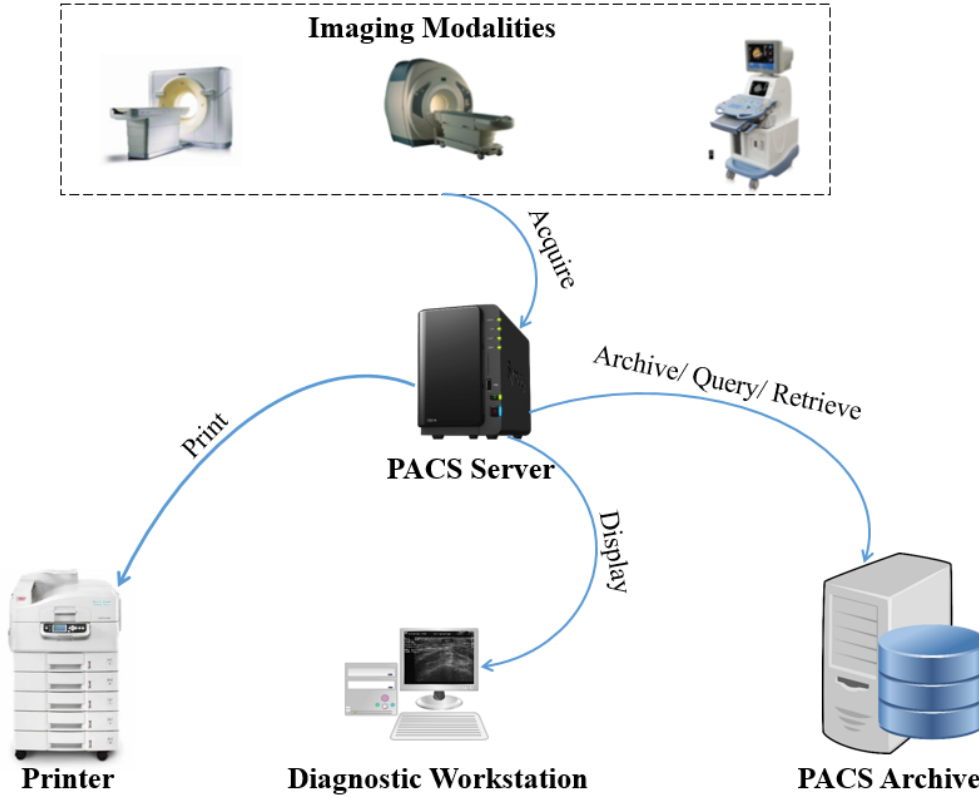 Imaging Modalities
Acquire
Archive/ Query/ Retrieve
Print
PACS Server
Display
Printer
Diagnostic Workstation
PACS Archive